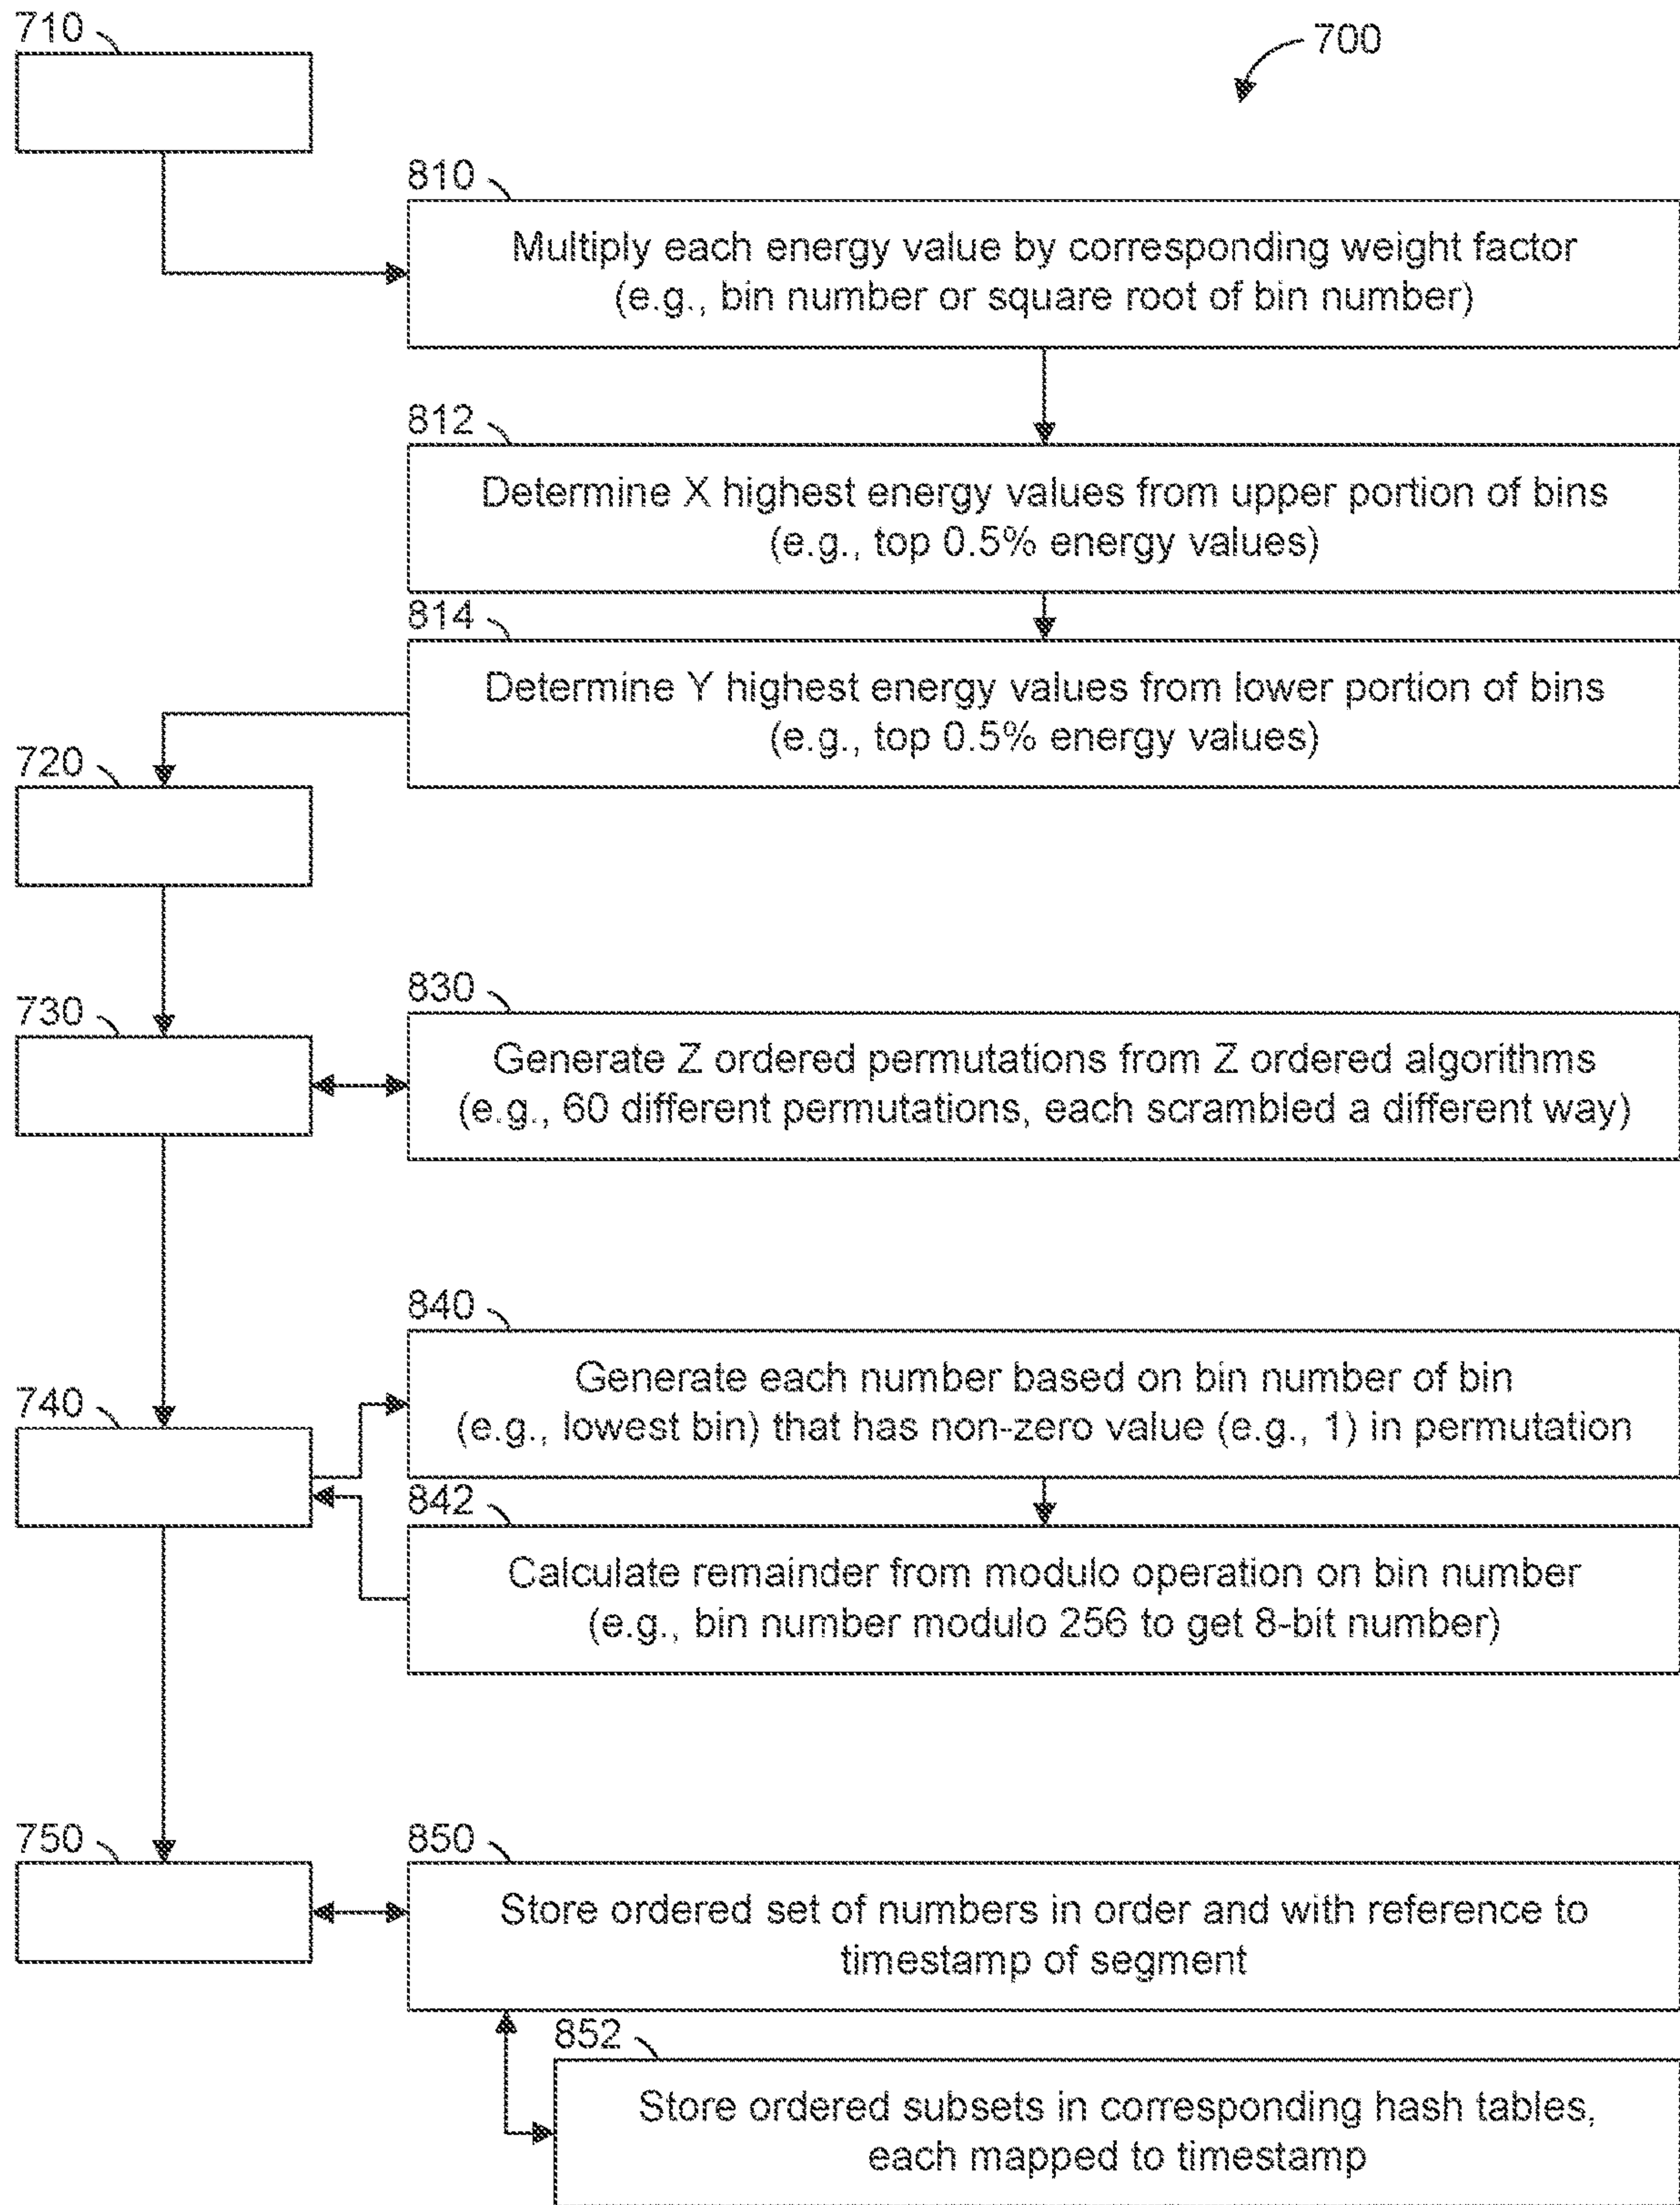 710
700
810
Multiply each energy value by corresponding weight factor
(e.g., bin number or square root of bin number)
812
Determine X highest energy values from upper portion of bins
(e.g., top 0.5% energy values)
814
Determine Y highest energy values from lower portion of bins
(e.g., top 0.5% energy values)
720
730
830
Generate Z ordered permutations from Z ordered algorithms
(e.g., 60 different permutations, each scrambled a different way)
840
Generate each number based on bin number of bin
(e.g., lowest bin) that has non-zero value (e.g., 1) in permutation
740
842
Calculate remainder from modulo operation on bin number
(e.g., bin number modulo 256 to get 8-bit number)
750
850
Store ordered set of numbers in order and with reference to
timestamp of segment
852
Store ordered subsets in corresponding hash tables,
each mapped to timestamp